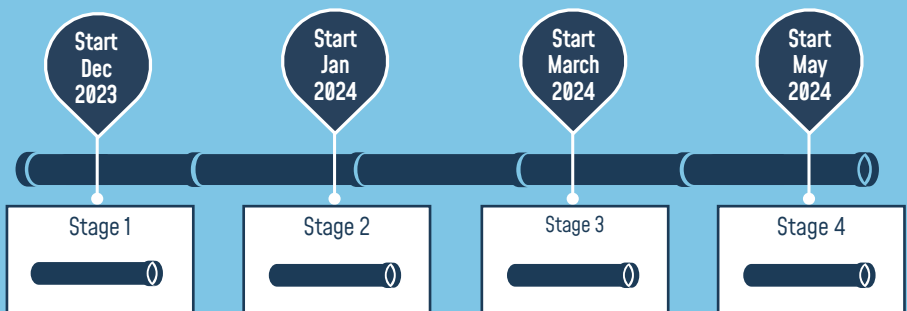 Start
Dec
2023
Start
Jan
2024
Start
March
2024
Start
May
2024
Stage 1
Stage 2
Stage 3
Stage 4